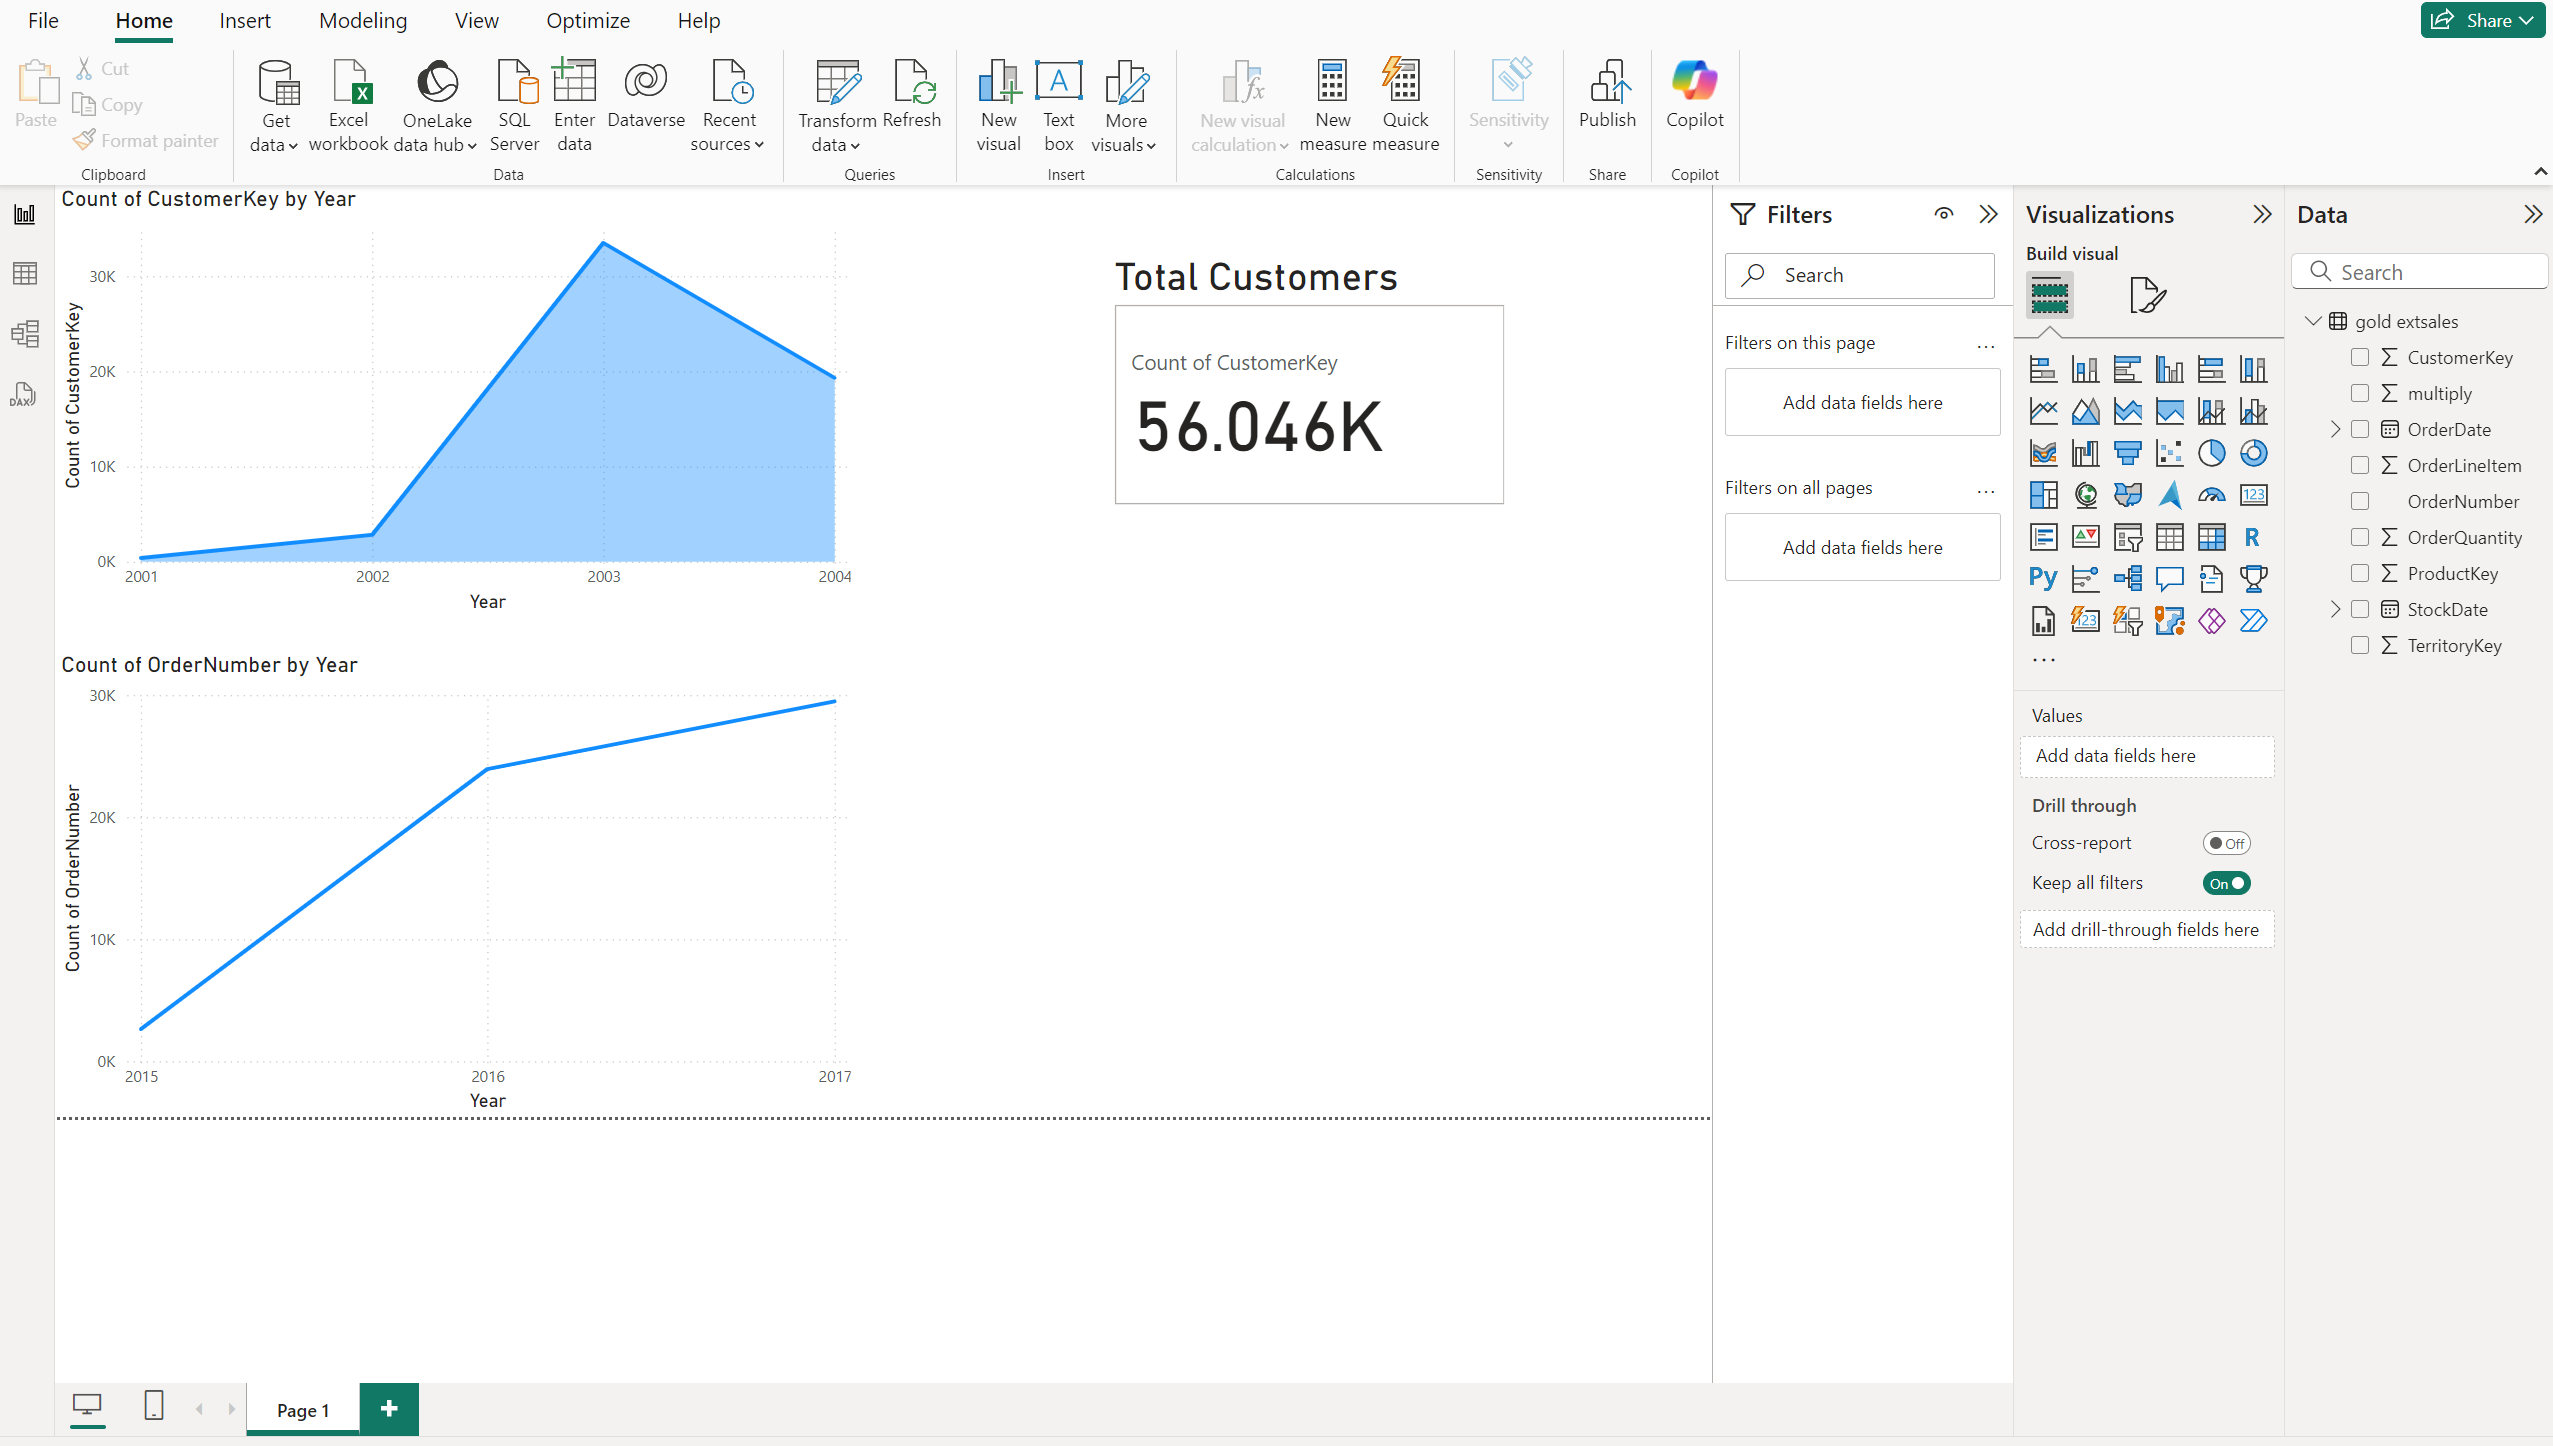 File Home Insert Modeling View Optimize Help Share
Paste
Cut
Copy
Format painter
Clipboard
Get data
Excel workbook
OneLake data hub
SQL Server
Enter data
Dataverse
Recent sources
Data
Transform data
Refresh
Queries
New visual
A
Text box
More visuals
Insert
New visual calculation
New measure
Quick measure
Calculations
Sensitivity
Sensitivity
Publish
Share
Copilot
Copilot
DAX
Count of CustomerKey by Year
Count of CustomerKey
30K
20K
10K
0K
2001 2002 2003 2004
Year
Total Customers
Count of CustomerKey
56.046K
Count of OrderNumber by Year
Count of OrderNumber
30K
20K
10K
0K
2015 2016 2017
Year
Page 1
Filters
Search
Filters on this page ...
Add data fields here
Filters on all pages ...
Add data fields here
Visualizations
Build visual
123
R
Py
123
...
Values
Add data fields here
Drill through
Cross-report Off
Keep all filters On
Add drill-through fields here
Data
Search
gold extsales
∑ CustomerKey
∑ multiply
OrderDate
∑ OrderLineItem
OrderNumber
∑ OrderQuantity
∑ ProductKey
StockDate
∑ TerritoryKey